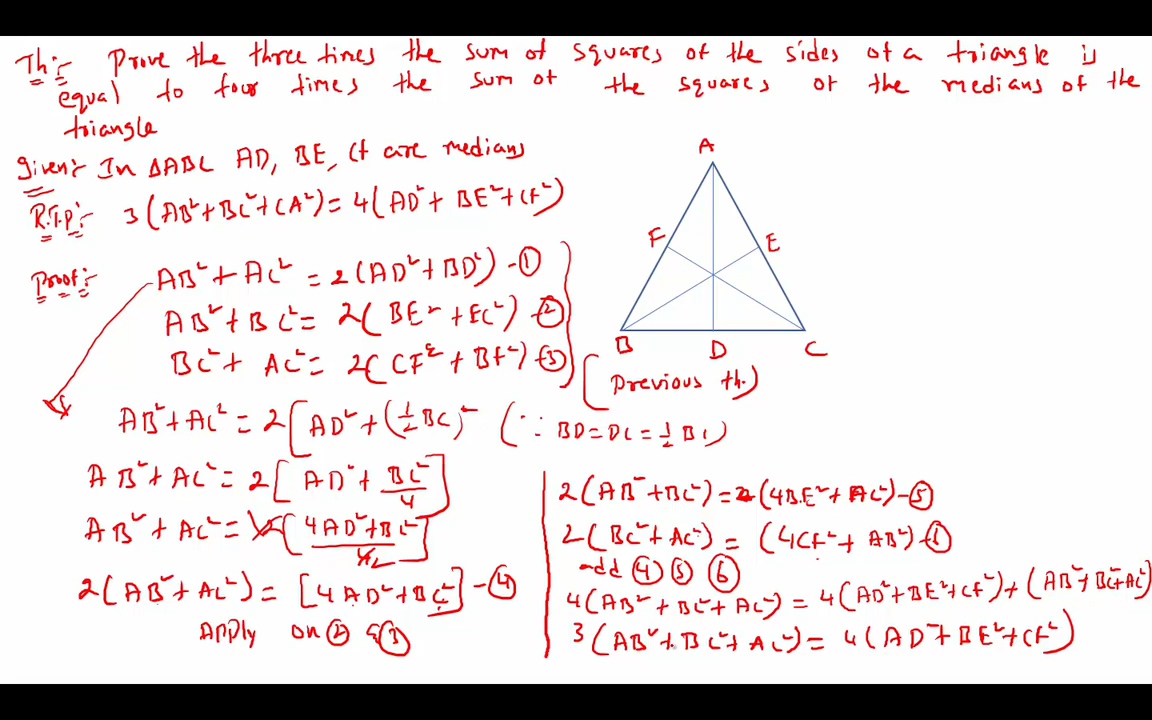 Th:- Prove the three times the sum of squares of the sides of a triangle is
equal to four times the sum of the squares of the medians of the
triangle
Given:- In ΔABC AD, BE, CF are medians
R.T.P:- 3(AB²+BC²+CA²)=4(AD²+BE²+CF²)
Proof:- AB²+AC² = 2(AD²+BD²) -①
AB²+BC²= 2(BE²+EC²) -②
BC²+ AC²= 2(CF²+BF²) -③
(Previous th.)
AB²+AC² = 2[AD²+(½BC)² (∵ BD=DC=½BC)
AB²+AC²= 2[AD²+BC²/4]
AB²+AC²=2[4AD²+BC²/4 2]
2(AB²+AC²)= [4AD²+BC²] -④
Apply on ② & ③
2(AB²+BC²)=2(4BE²+AC²) -⑤
2(BC²+AC²) = (4CF²+AB²) -⑥
add ④ ⑤ ⑥
4(AB²+BC²+AC²)=4(AD²+BE²+CF²)+(AB²+BC²+AC²)
3(AB²+BC²+AC²)= 4(AD²+BE²+CF²)
A
F
E
B
D
C